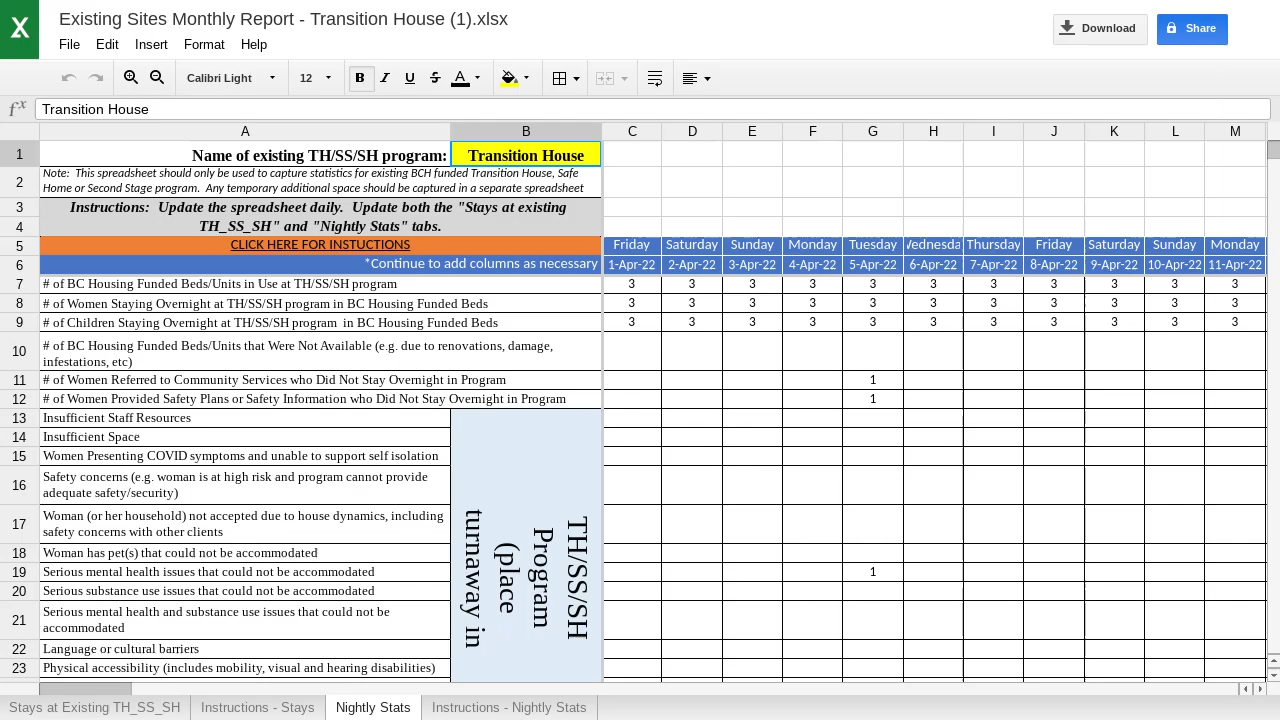 Existing Sites Monthly Report - Transition House (1).xlsx
File Edit Insert Format Help
Download
Share
Calibri Light 12 B I U S A
fx Transition House
A B C D E F G H I J K L M
1 Name of existing TH/SS/SH program: Transition House
2 Note: This spreadsheet should only be used to capture statistics for existing BCH funded Transition House, Safe
Home or Second Stage program. Any temporary additional space should be captured in a separate spreadsheet
3 Instructions: Update the spreadsheet daily. Update both the "Stays at existing
4 TH_SS_SH" and "Nightly Stats" tabs.
5 CLICK HERE FOR INSTUCTIONS Friday Saturday Sunday Monday Tuesday Wednesda Thursday Friday Saturday Sunday Monday
6 *Continue to add columns as necessary 1-Apr-22 2-Apr-22 3-Apr-22 4-Apr-22 5-Apr-22 6-Apr-22 7-Apr-22 8-Apr-22 9-Apr-22 10-Apr-22 11-Apr-22
7 # of BC Housing Funded Beds/Units in Use at TH/SS/SH program 3 3 3 3 3 3 3 3 3 3 3
8 # of Women Staying Overnight at TH/SS/SH program in BC Housing Funded Beds 3 3 3 3 3 3 3 3 3 3 3
9 # of Children Staying Overnight at TH/SS/SH program in BC Housing Funded Beds 3 3 3 3 3 3 3 3 3 3 3
10 # of BC Housing Funded Beds/Units that Were Not Available (e.g. due to renovations, damage,
infestations, etc)
11 # of Women Referred to Community Services who Did Not Stay Overnight in Program 1
12 # of Women Provided Safety Plans or Safety Information who Did Not Stay Overnight in Program 1
13 Insufficient Staff Resources
14 Insufficient Space
15 Women Presenting COVID symptoms and unable to support self isolation
16 Safety concerns (e.g. woman is at high risk and program cannot provide
adequate safety/security)
17 Woman (or her household) not accepted due to house dynamics, including
safety concerns with other clients
18 Woman has pet(s) that could not be accommodated
19 Serious mental health issues that could not be accommodated 1
20 Serious substance use issues that could not be accommodated
21 Serious mental health and substance use issues that could not be
accommodated
22 Language or cultural barriers
23 Physical accessibility (includes mobility, visual and hearing disabilities)
TH/SS/SH
Program
(place
turnaway in
Stays at Existing TH_SS_SH Instructions - Stays Nightly Stats Instructions - Nightly Stats